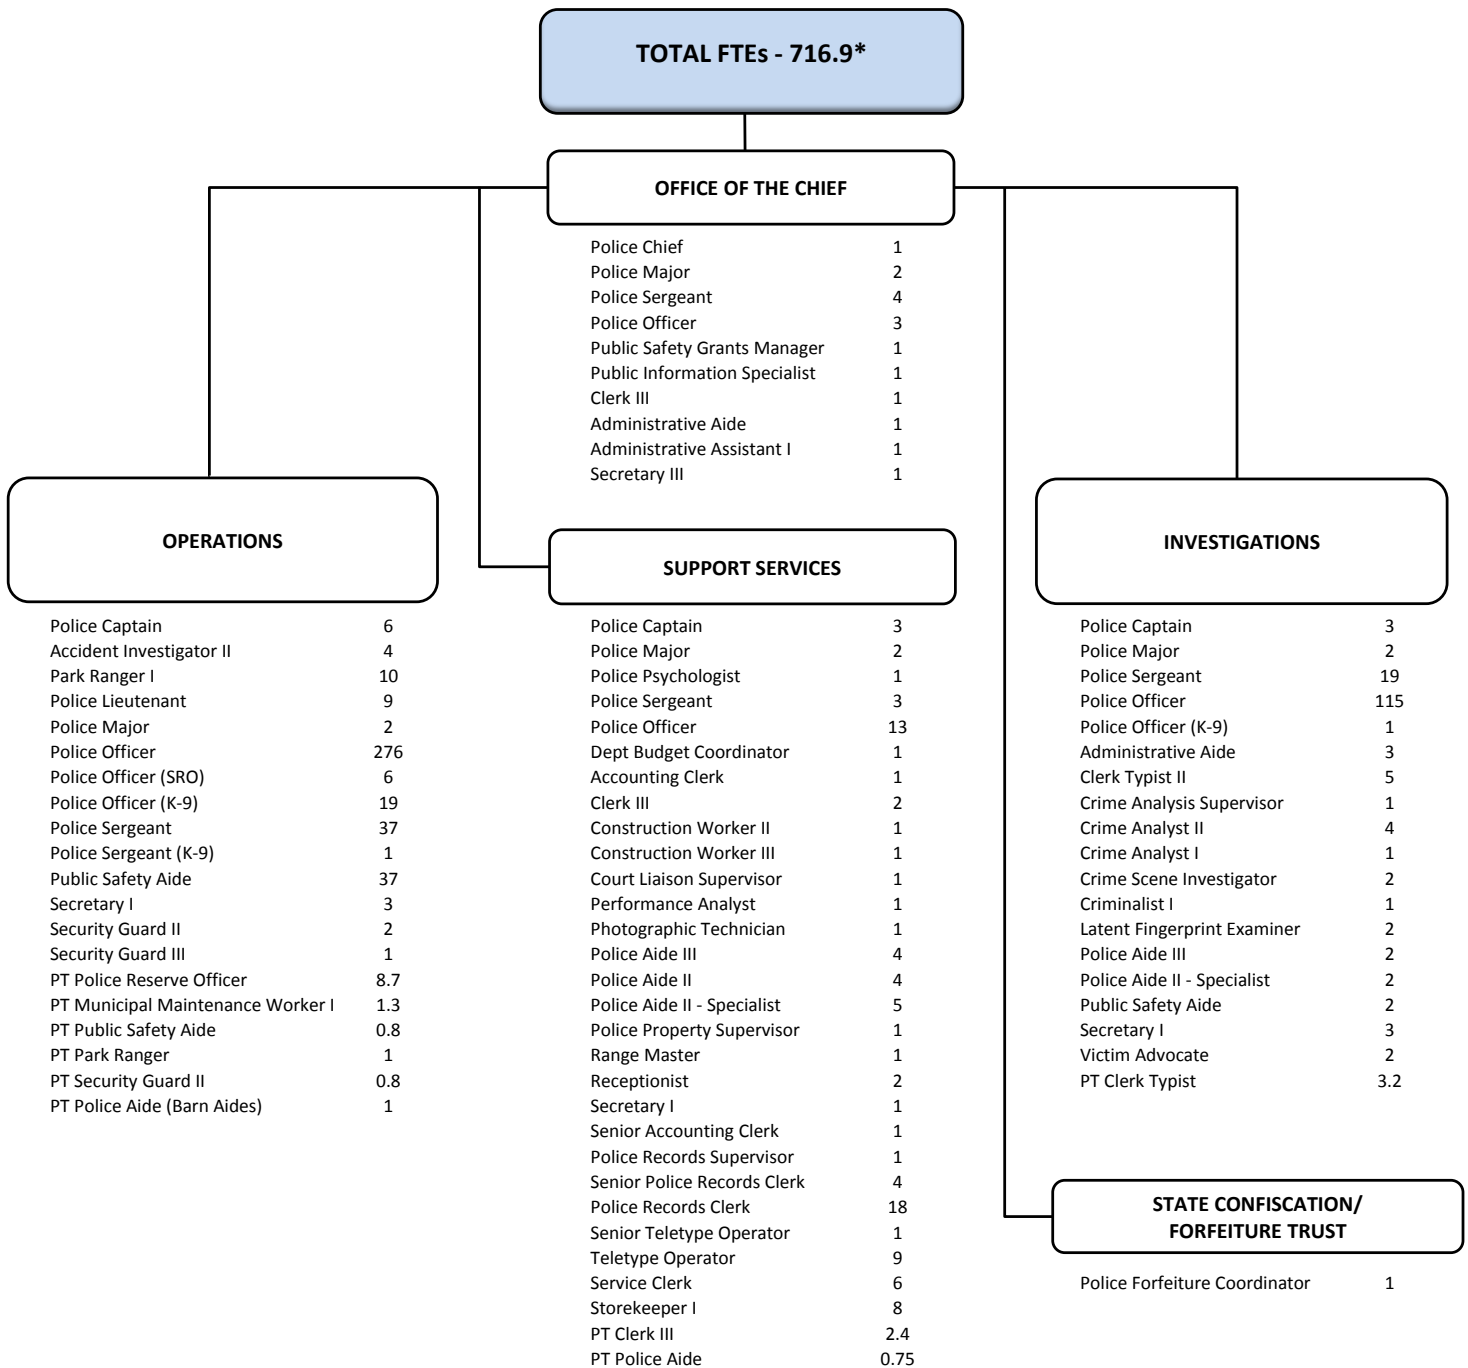 TOTAL FTEs - 716.9*
OFFICE OF THE CHIEF
Police Chief 1
Police Major 2
Police Sergeant 4
Police Officer 3
Public Safety Grants Manager 1
Public Information Specialist 1
Clerk III 1
Administrative Aide 1
Administrative Assistant I 1
Secretary III 1
OPERATIONS
Police Captain 6
Accident Investigator II 4
Park Ranger I 10
Police Lieutenant 9
Police Major 2
Police Officer 276
Police Officer (SRO) 6
Police Officer (K-9) 19
Police Sergeant 37
Police Sergeant (K-9) 1
Public Safety Aide 37
Secretary I 3
Security Guard II 2
Security Guard III 1
PT Police Reserve Officer 8.7
PT Municipal Maintenance Worker I 1.3
PT Public Safety Aide 0.8
PT Park Ranger 1
PT Security Guard II 0.8
PT Police Aide (Barn Aides) 1
SUPPORT SERVICES
Police Captain 3
Police Major 2
Police Psychologist 1
Police Sergeant 3
Police Officer 13
Dept Budget Coordinator 1
Accounting Clerk 1
Clerk III 2
Construction Worker II 1
Construction Worker III 1
Court Liaison Supervisor 1
Performance Analyst 1
Photographic Technician 1
Police Aide III 4
Police Aide II 4
Police Aide II - Specialist 5
Police Property Supervisor 1
Range Master 1
Receptionist 2
Secretary I 1
Senior Accounting Clerk 1
Police Records Supervisor 1
Senior Police Records Clerk 4
Police Records Clerk 18
Senior Teletype Operator 1
Teletype Operator 9
Service Clerk 6
Storekeeper I 8
PT Clerk III 2.4
PT Police Aide 0.75
INVESTIGATIONS
Police Captain 3
Police Major 2
Police Sergeant 19
Police Officer 115
Police Officer (K-9) 1
Administrative Aide 3
Clerk Typist II 5
Crime Analysis Supervisor 1
Crime Analyst II 4
Crime Analyst I 1
Crime Scene Investigator 2
Criminalist I 1
Latent Fingerprint Examiner 2
Police Aide III 2
Police Aide II - Specialist 2
Public Safety Aide 2
Secretary I 3
Victim Advocate 2
PT Clerk Typist 3.2
STATE CONFISCATION/
FORFEITURE TRUST
Police Forfeiture Coordinator 1